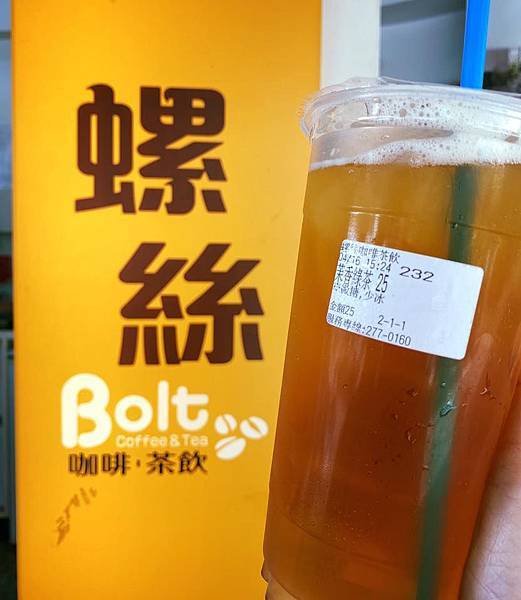 螺
絲
Bolt
Coffee & Tea
咖啡·茶飲
螺絲咖啡茶飲
04/16 15:24 232
茉香綠茶 25
少冰
金額25 2-1-1
服務專線:277-0160